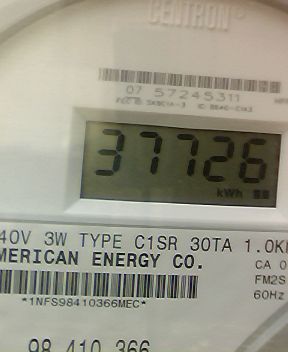 CENTRON
07 57245311
37726
kWh
40V 3W TYPE C1SR 30TA 1.0K
MERICAN ENERGY CO.
CA 0
FM2S
*1NFS98410366MEC*
60Hz
98 410 366